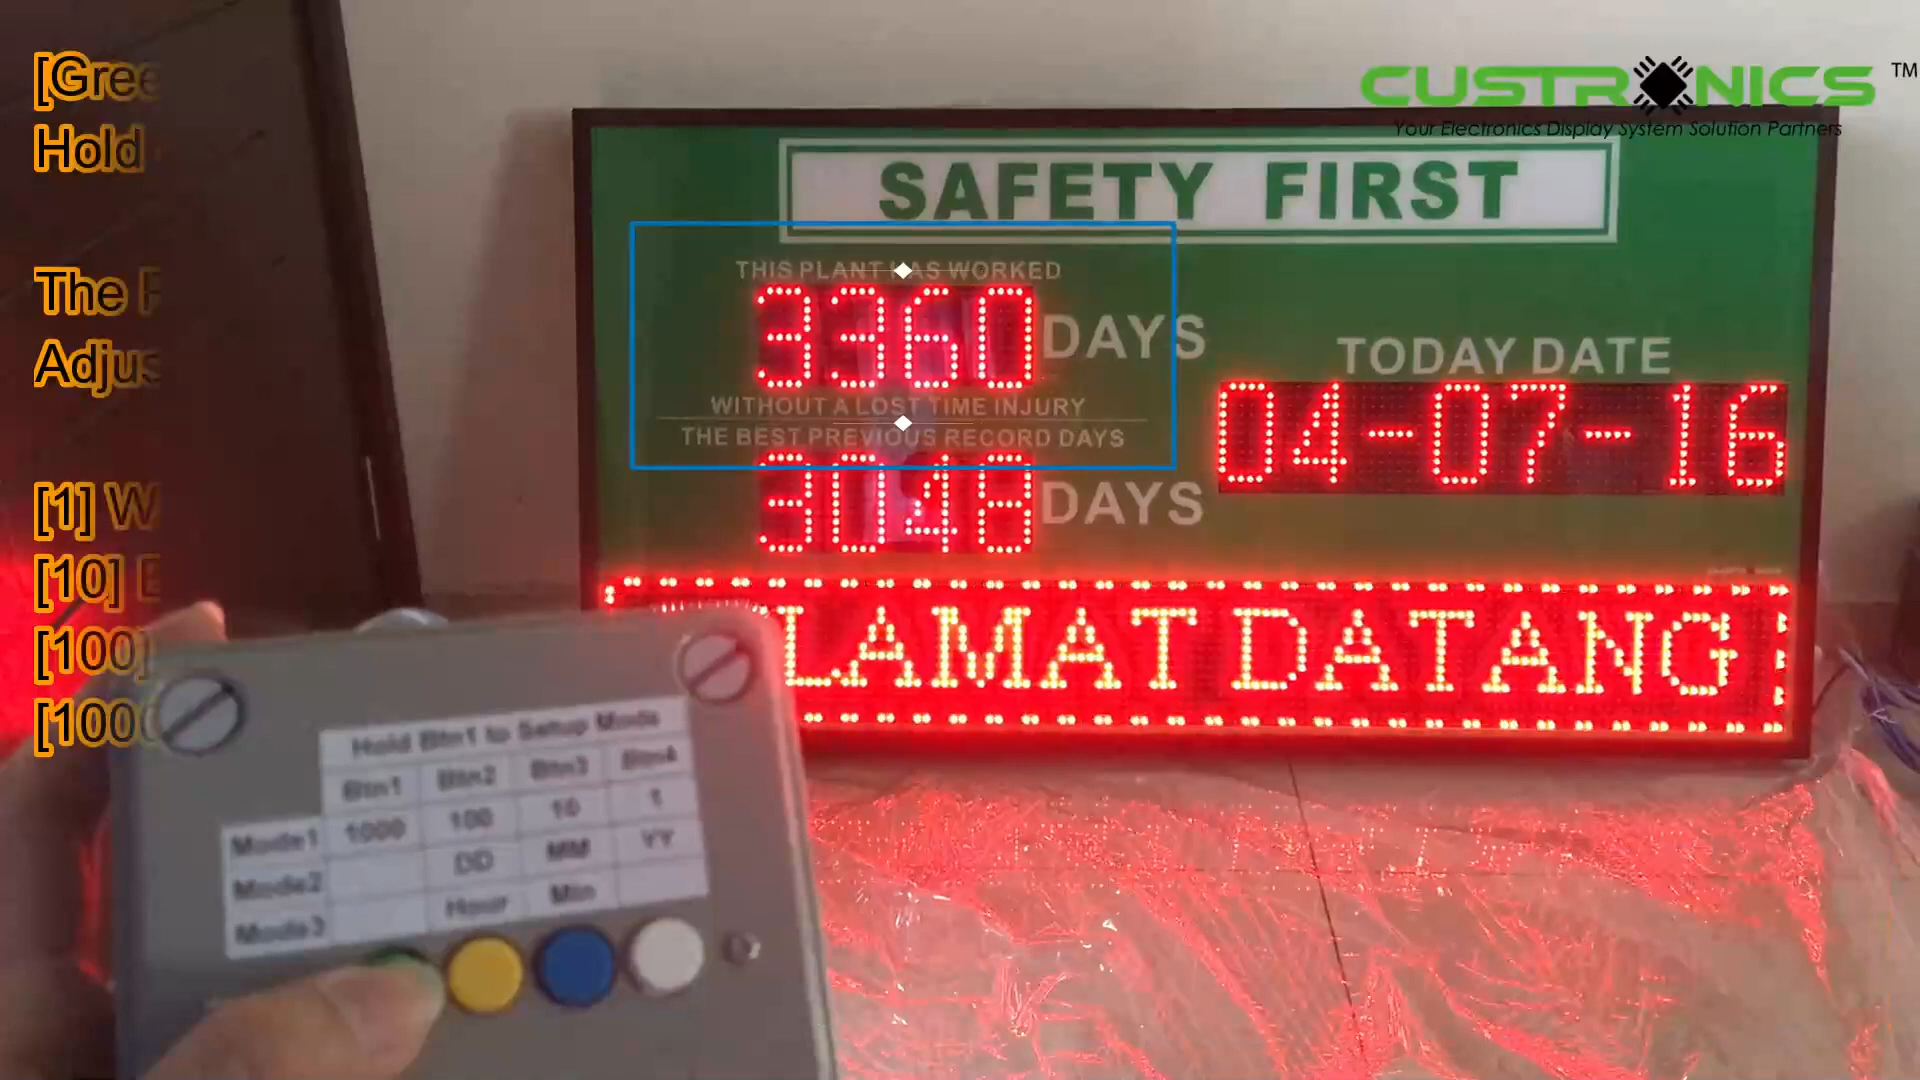 [Gree
Hold
The
Adjus
[1] W
[10]
[100]
[100
CUSTRONICS TM
Your Electronics Display System Solution Partners
SAFETY FIRST
THIS PLANT HAS WORKED
3360 DAYS
WITHOUT A LOST TIME INJURY
THE BEST PREVIOUS RECORD DAYS
3048 DAYS
TODAY DATE
04-07-16
LAMAT DATANG
Hold Btn1 to Setup Mode
Btn1 Btn2 Btn3 Btn4
Mode1 1000 100 10 1
Mode2 DD MM YY
Mode3 Hour Min